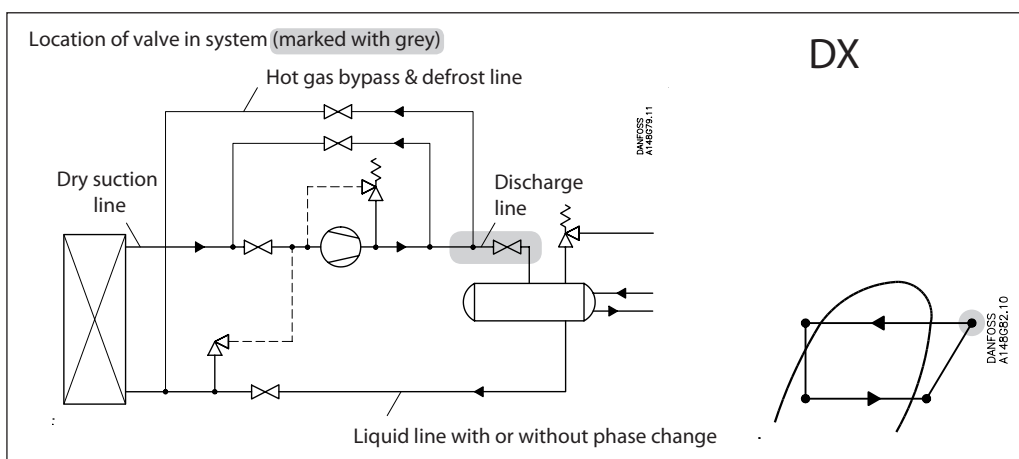 Location of valve in system (marked with grey)
DX
Hot gas bypass & defrost line
DANFOSS
A148G79.11
Dry suction
line
Discharge
line
DANFOSS
A148G82.10
Liquid line with or without phase change